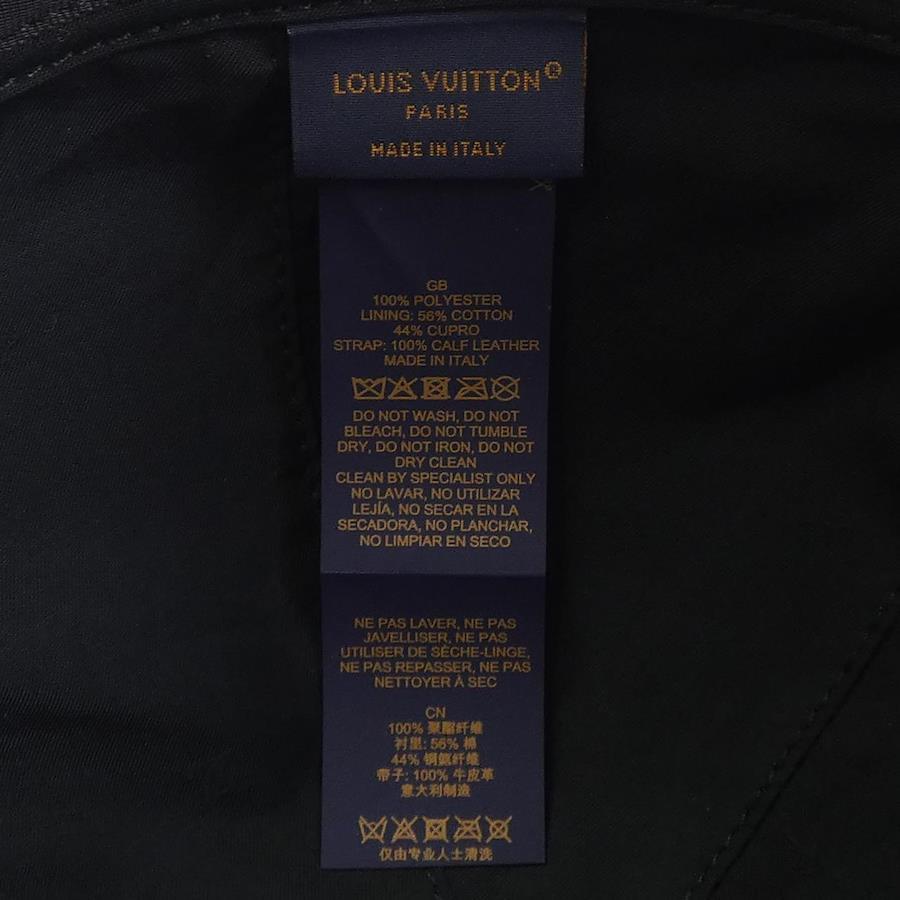 LOUIS VUITTON®
PARIS
MADE IN ITALY
GB
100% POLYESTER
LINING: 56% COTTON
44% CUPRO
STRAP: 100% CALF LEATHER
MADE IN ITALY
DO NOT WASH, DO NOT
BLEACH, DO NOT TUMBLE
DRY, DO NOT IRON, DO NOT
DRY CLEAN
CLEAN BY SPECIALIST ONLY
NO LAVAR, NO UTILIZAR
LEJÍA, NO SECAR EN LA
SECADORA, NO PLANCHAR,
NO LIMPIAR EN SECO
NE PAS LAVER, NE PAS
JAVELLISER, NE PAS
UTILISER DE SÈCHE-LINGE,
NE PAS REPASSER, NE PAS
NETTOYER À SEC
CN
100% 聚酯纤维
衬里: 56% 棉
44% 铜氨纤维
带子: 100% 牛皮革
意大利制造
仅由专业人士清洗